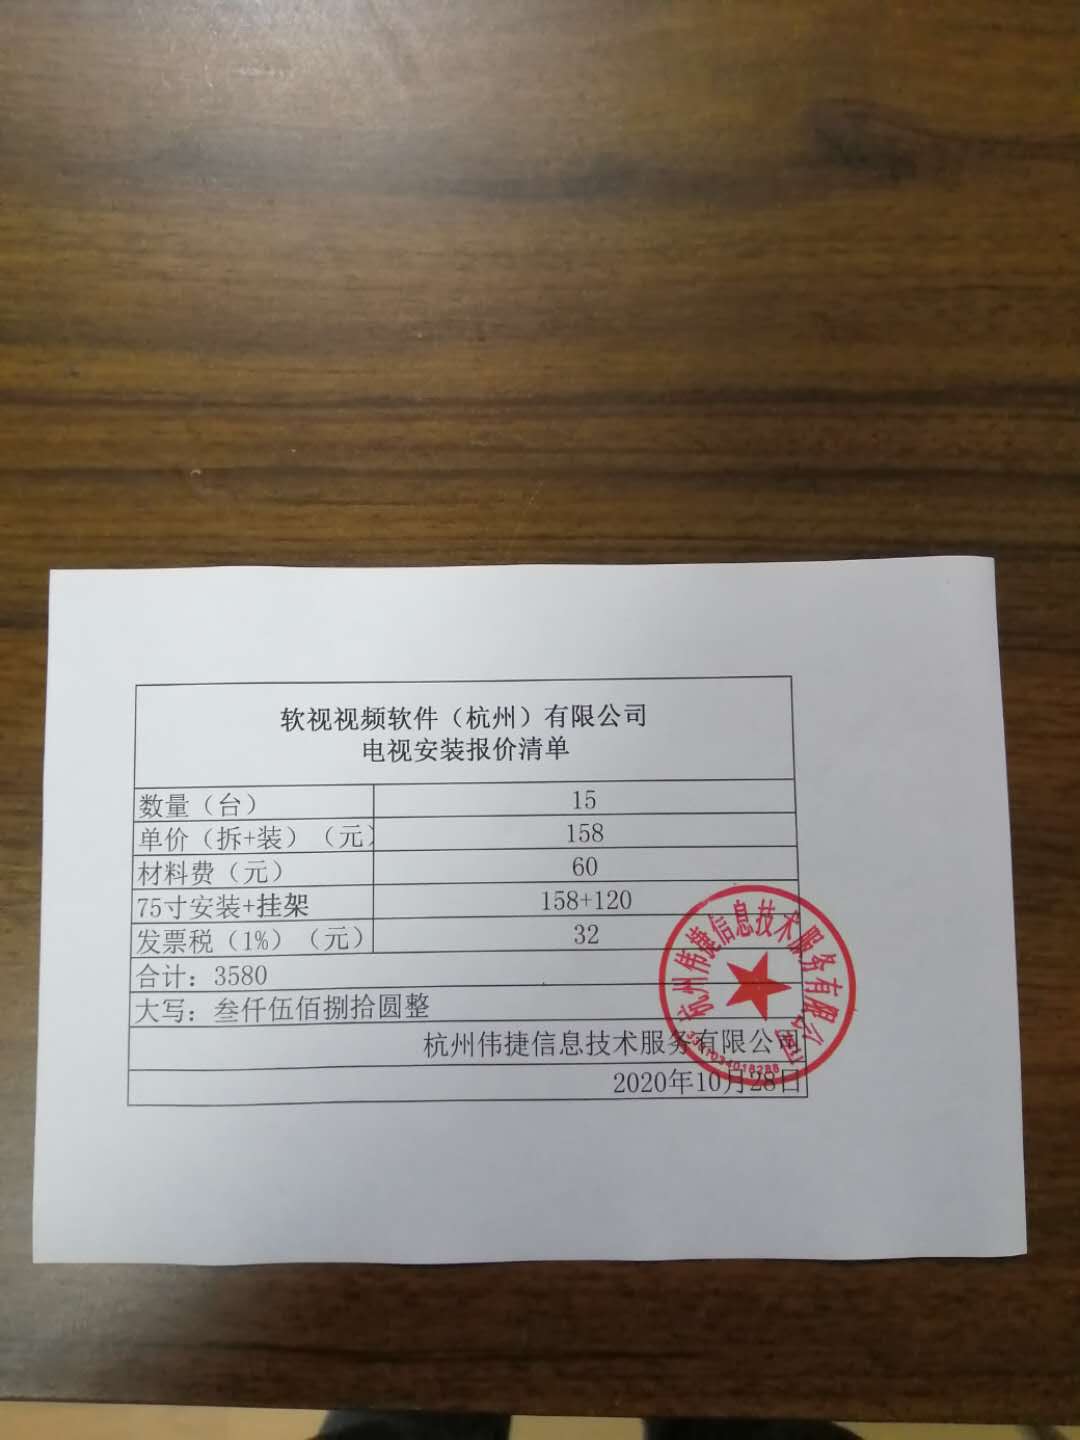 软视视频软件（杭州）有限公司
电视安装报价清单
数量（台） 15
单价（拆+装）（元） 158
材料费（元） 60
75寸安装+挂架 158+120
发票税（1%）（元） 32
合计：3580
大写：叁仟伍佰捌拾圆整
杭州伟捷信息技术服务有限公司
2020年10月28日
杭州伟捷信息技术服务有限公司